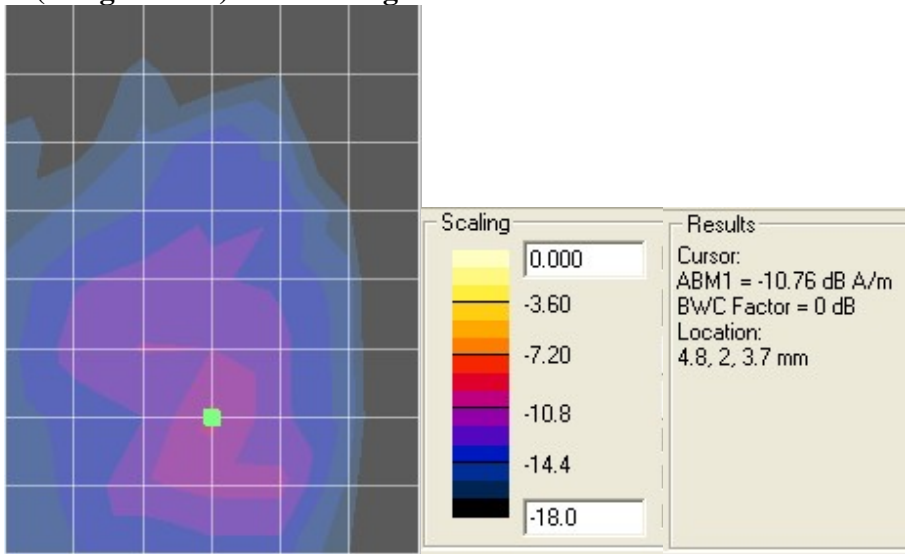 Scaling
0.000
-3.60
-7.20
-10.8
-14.4
-18.0
Results
Cursor:
ABM1 = -10.76 dB A/m
BWC Factor = 0 dB
Location:
4.8, 2, 3.7 mm